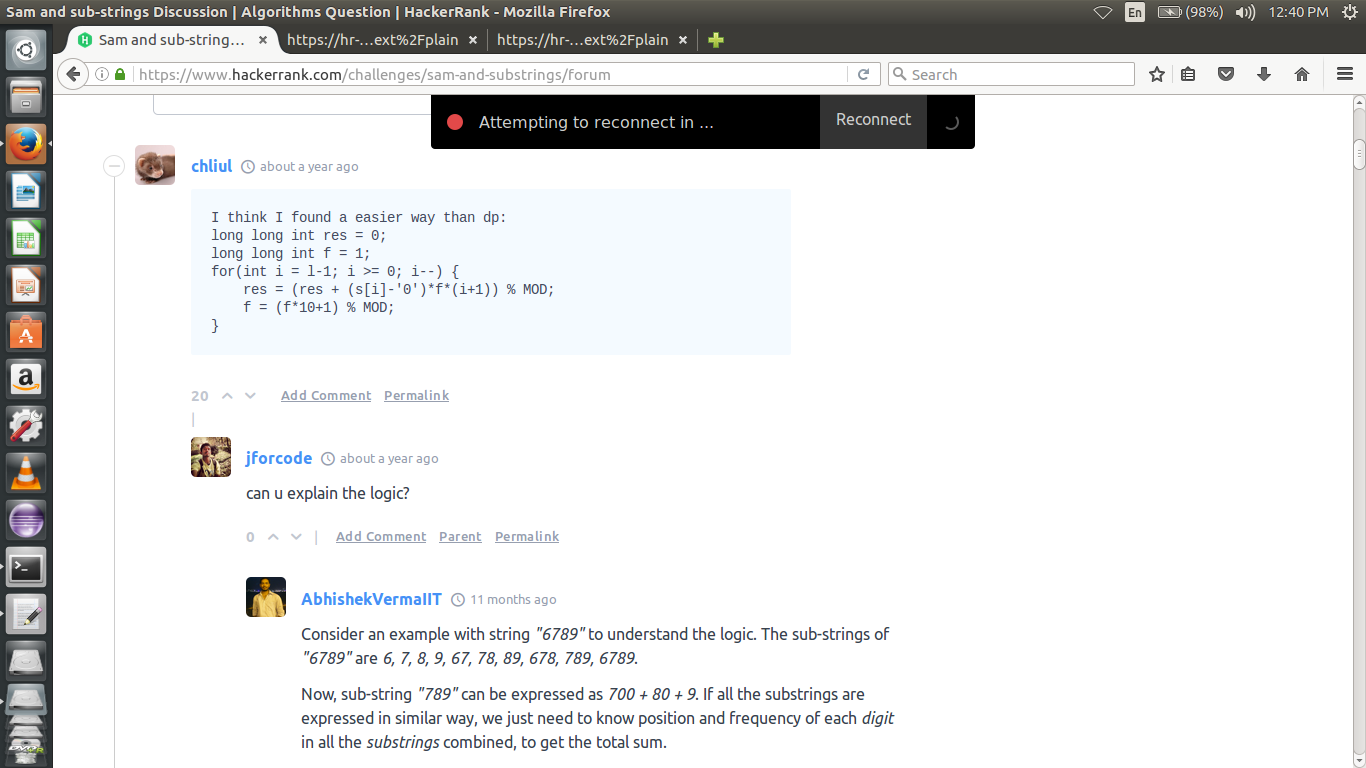 Sam and sub-strings Discussion | Algorithms Question | HackerRank - Mozilla Firefox
En
(98%)
12:40 PM
Sam and sub-string...
https://hr-...ext%2Fplain
https://hr-...ext%2Fplain
https://www.hackerrank.com/challenges/sam-and-substrings/forum
Search
Attempting to reconnect in ...
Reconnect
chliul
about a year ago
I think I found a easier way than dp:
long long int res = 0;
long long int f = 1;
for(int i = l-1; i >= 0; i--) {
res = (res + (s[i]-'0')*f*(i+1)) % MOD;
f = (f*10+1) % MOD;
}
20
Add Comment
Permalink
|
jforcode
about a year ago
can u explain the logic?
0
|
Add Comment
Parent
Permalink
AbhishekVermaIIT
11 months ago
Consider an example with string "6789" to understand the logic. The sub-strings of
"6789" are 6, 7, 8, 9, 67, 78, 89, 678, 789, 6789.
Now, sub-string "789" can be expressed as 700 + 80 + 9. If all the substrings are
expressed in similar way, we just need to know position and frequency of each digit
in all the substrings combined, to get the total sum.